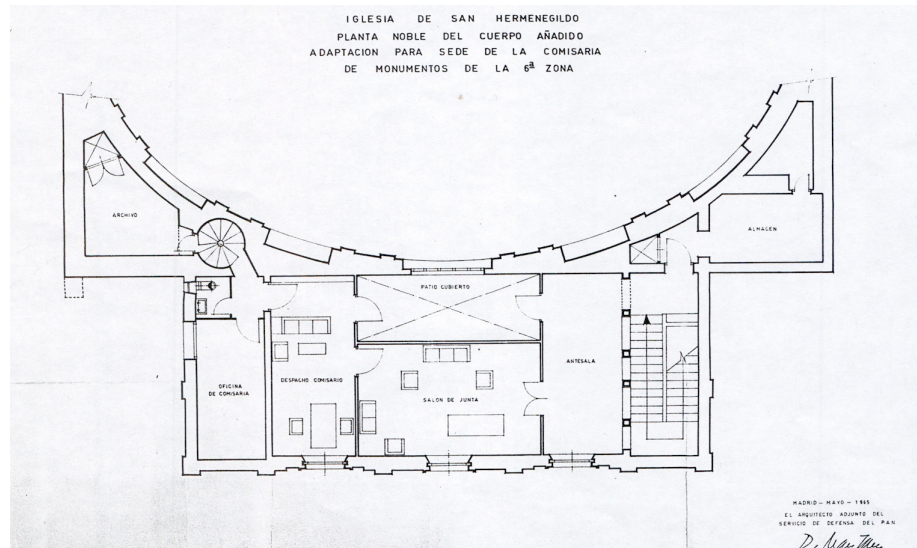 IGLESIA DE SAN HERMENEGILDO
PLANTA NOBLE DEL CUERPO AÑADIDO
ADAPTACION PARA SEDE DE LA COMISARIA
DE MONUMENTOS DE LA 6ª ZONA
ARCHIVO
ALMACEN
PATIO CUBIERTO
ANTESALA
DESPACHO COMISARIO
OFICINA
DE COMISARIA
SALON DE JUNTA
MADRID - MAYO - 1965
EL ARQUITECTO ADJUNTO DEL
SERVICIO DE DEFENSA DEL P.A.N.